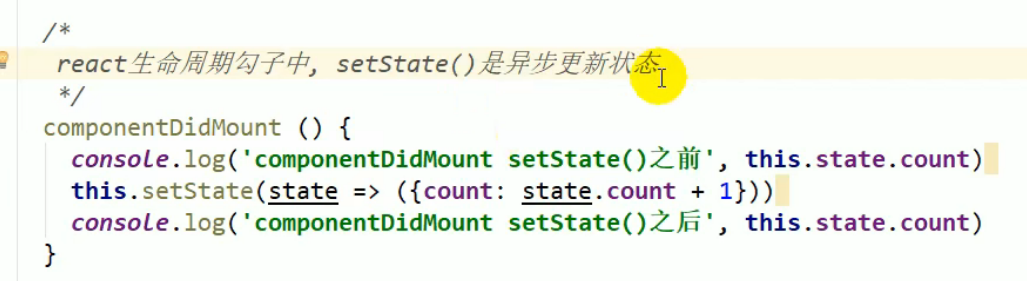 /*
react生命周期勾子中, setState()是异步更新状态
*/
componentDidMount () {
console.log('componentDidMount setState()之前', this.state.count)
this.setState(state => ({count: state.count + 1}))
console.log('componentDidMount setState()之后', this.state.count)
}